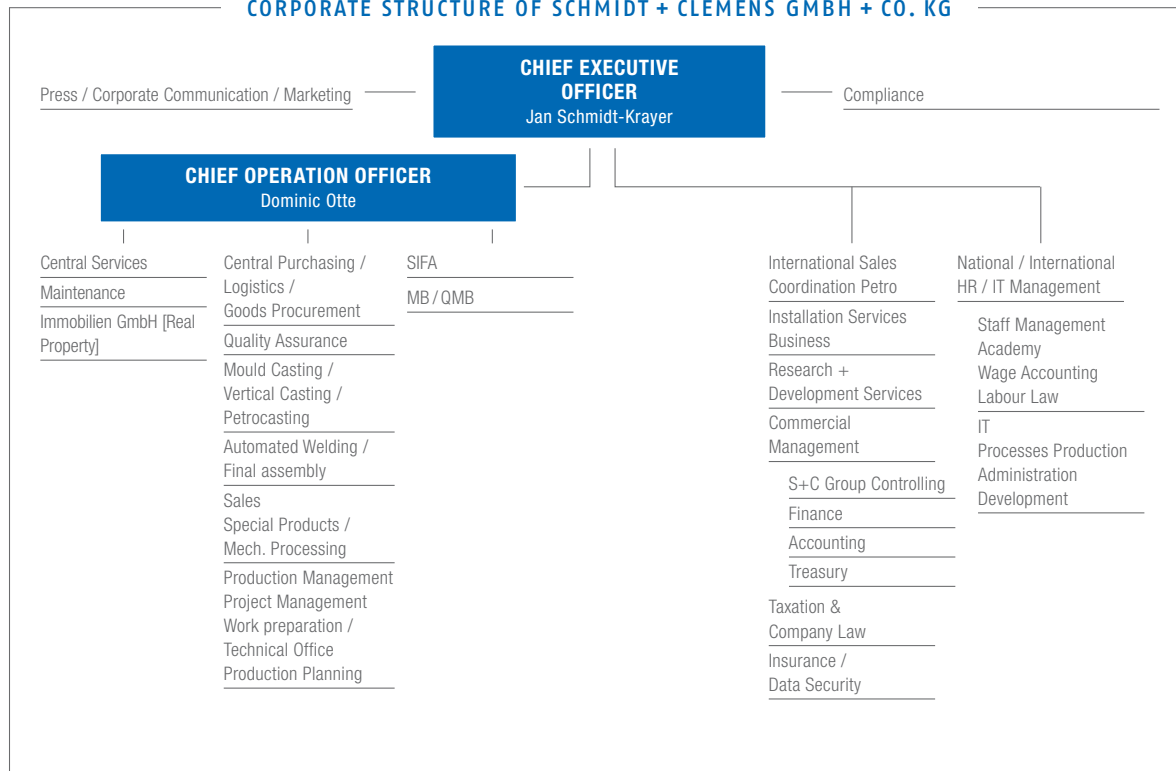 CORPORATE STRUCTURE OF SCHMIDT + CLEMENS GMBH + CO. KG
CHIEF EXECUTIVE
OFFICER
Jan Schmidt-Krayer
Press / Corporate Communication / Marketing
Compliance
CHIEF OPERATION OFFICER
Dominic Otte
Central Services
Maintenance
Immobilien GmbH [Real
Property]
Central Purchasing /
Logistics /
Goods Procurement
Quality Assurance
Mould Casting /
Vertical Casting /
Petrocasting
Automated Welding /
Final assembly
Sales
Special Products /
Mech. Processing
Production Management
Project Management
Work preparation /
Technical Office
Production Planning
SIFA
MB / QMB
International Sales
Coordination Petro
Installation Services
Business
Research +
Development Services
Commercial
Management
S+C Group Controlling
Finance
Accounting
Treasury
Taxation &
Company Law
Insurance /
Data Security
National / International
HR / IT Management
Staff Management
Academy
Wage Accounting
Labour Law
IT
Processes Production
Administration
Development